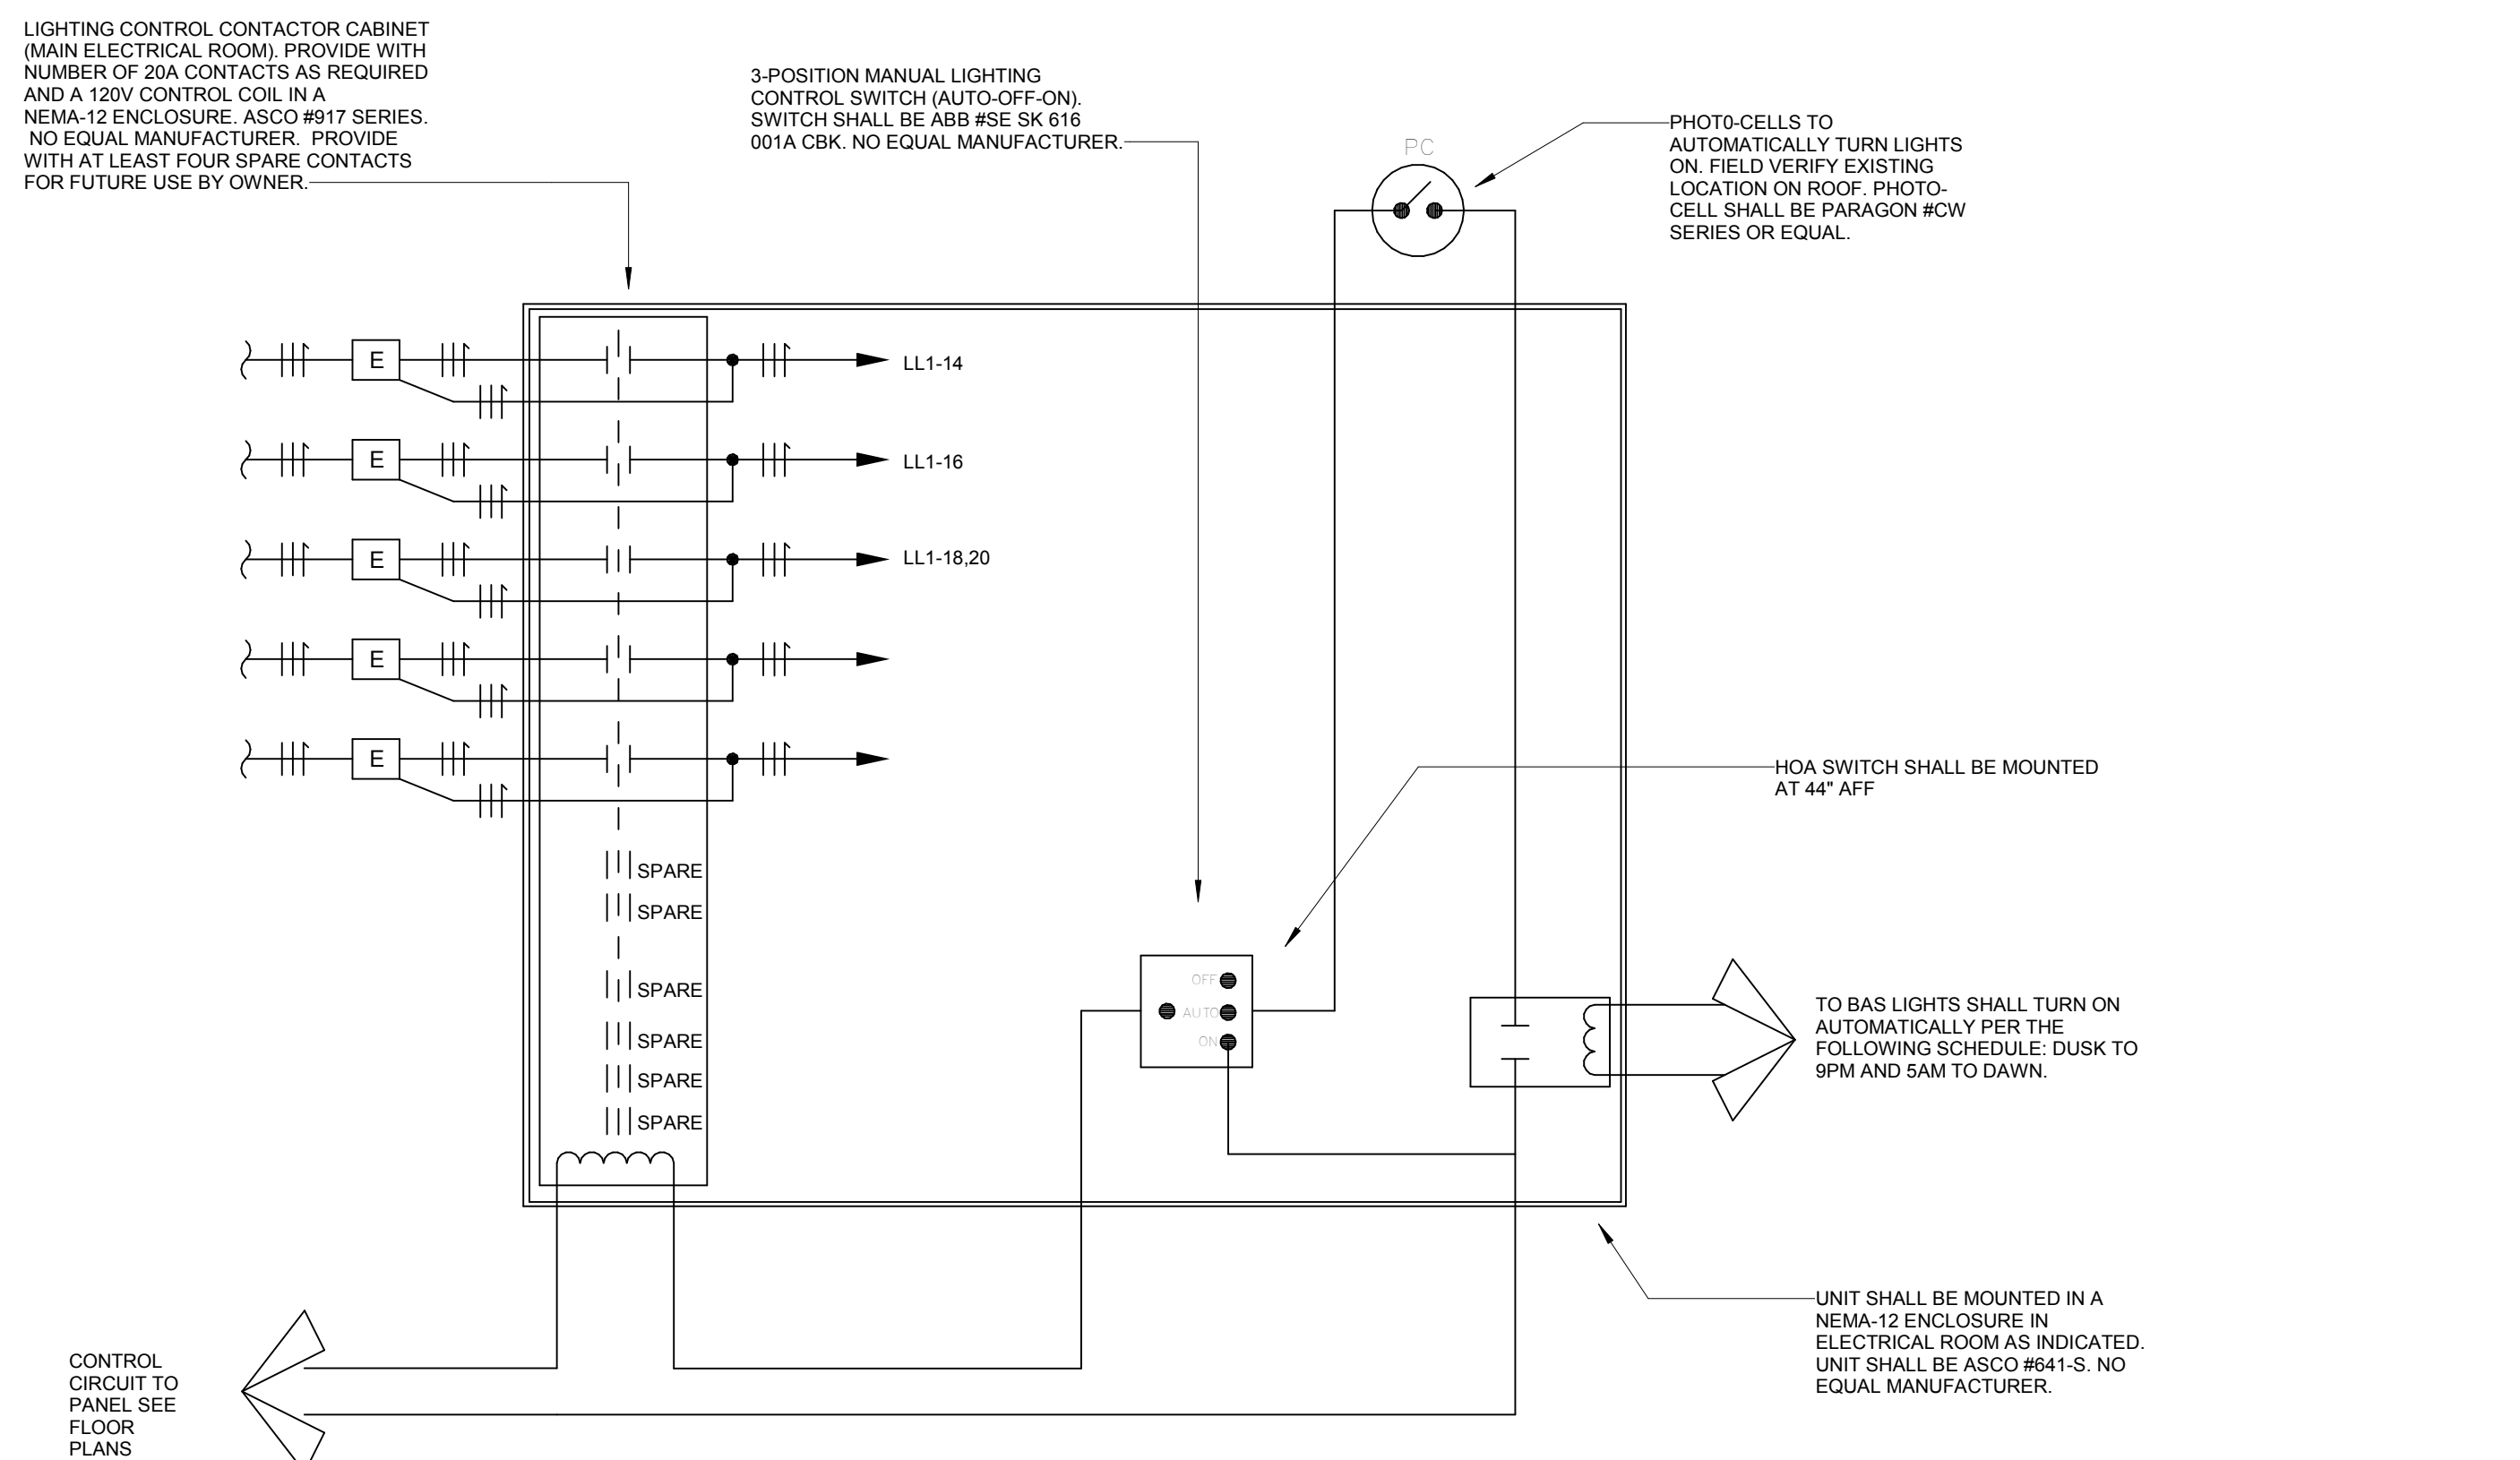 LIGHTING CONTROL CONTACTOR CABINET
(MAIN ELECTRICAL ROOM). PROVIDE WITH
NUMBER OF 20A CONTACTS AS REQUIRED
AND A 120V CONTROL COIL IN A
NEMA-12 ENCLOSURE. ASCO #917 SERIES.
NO EQUAL MANUFACTURER. PROVIDE
WITH AT LEAST FOUR SPARE CONTACTS
FOR FUTURE USE BY OWNER.
3-POSITION MANUAL LIGHTING
CONTROL SWITCH (AUTO-OFF-ON).
SWITCH SHALL BE ABB #SE SK 616
001A CBK. NO EQUAL MANUFACTURER.
PC
PHOT0-CELLS TO
AUTOMATICALLY TURN LIGHTS
ON. FIELD VERIFY EXISTING
LOCATION ON ROOF. PHOTO-
CELL SHALL BE PARAGON #CW
SERIES OR EQUAL.
E
LL1-14
E
LL1-16
E
LL1-18,20
E
E
HOA SWITCH SHALL BE MOUNTED
AT 44" AFF
SPARE
SPARE
SPARE
SPARE
SPARE
SPARE
OFF
AUTO
ON
TO BAS LIGHTS SHALL TURN ON
AUTOMATICALLY PER THE
FOLLOWING SCHEDULE: DUSK TO
9PM AND 5AM TO DAWN.
UNIT SHALL BE MOUNTED IN A
NEMA-12 ENCLOSURE IN
ELECTRICAL ROOM AS INDICATED.
UNIT SHALL BE ASCO #641-S. NO
EQUAL MANUFACTURER.
CONTROL
CIRCUIT TO
PANEL SEE
FLOOR
PLANS